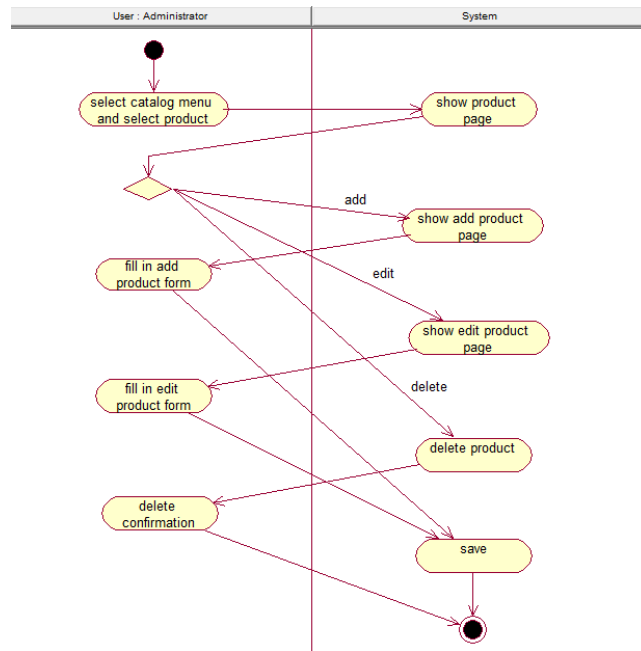 User : Administrator
System
select catalog menu
and select product
show product
page
add
show add product
page
fill in add
product form
edit
show edit product
page
fill in edit
product form
delete
delete product
delete
confirmation
save